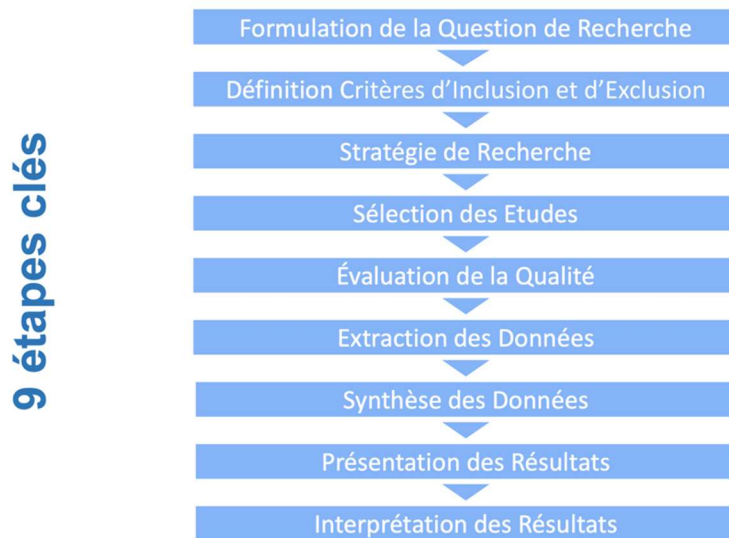 9 étapes clés
Formulation de la Question de Recherche
Définition Critères d'Inclusion et d'Exclusion
Stratégie de Recherche
Sélection des Etudes
Évaluation de la Qualité
Extraction des Données
Synthèse des Données
Présentation des Résultats
Interprétation des Résultats